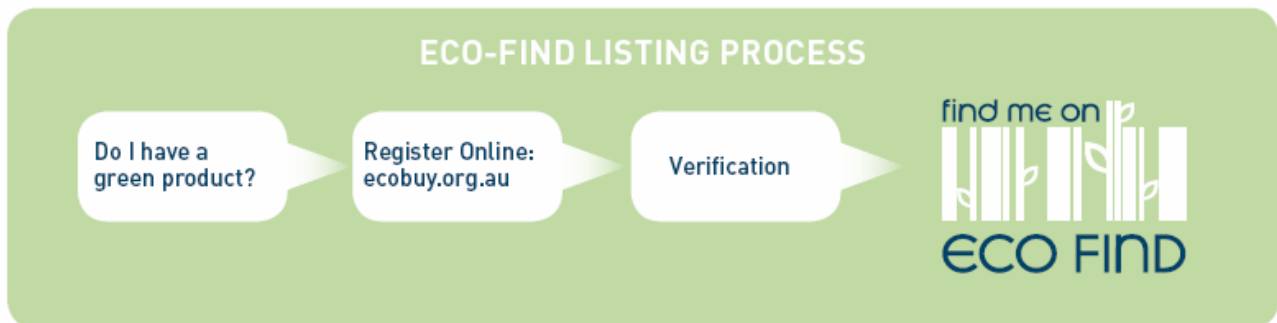 ECO-FIND LISTING PROCESS
Do I have a
green product?
Register Online:
ecobuy.org.au
Verification
find me on
ECO FIND